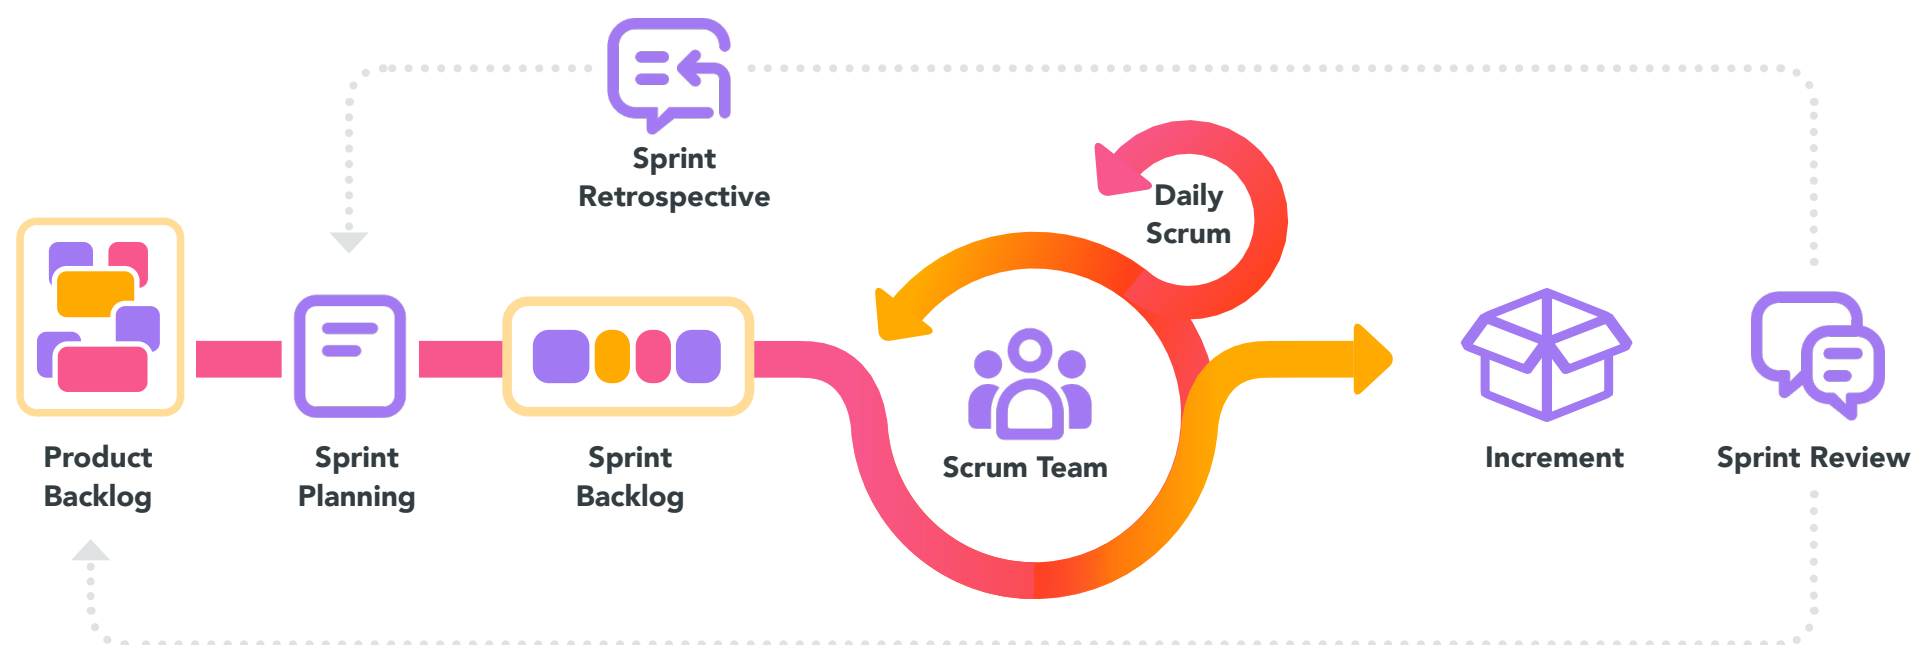 Sprint
Retrospective
Daily
Scrum
Product
Backlog
Sprint
Planning
Sprint
Backlog
Scrum Team
Increment
Sprint Review